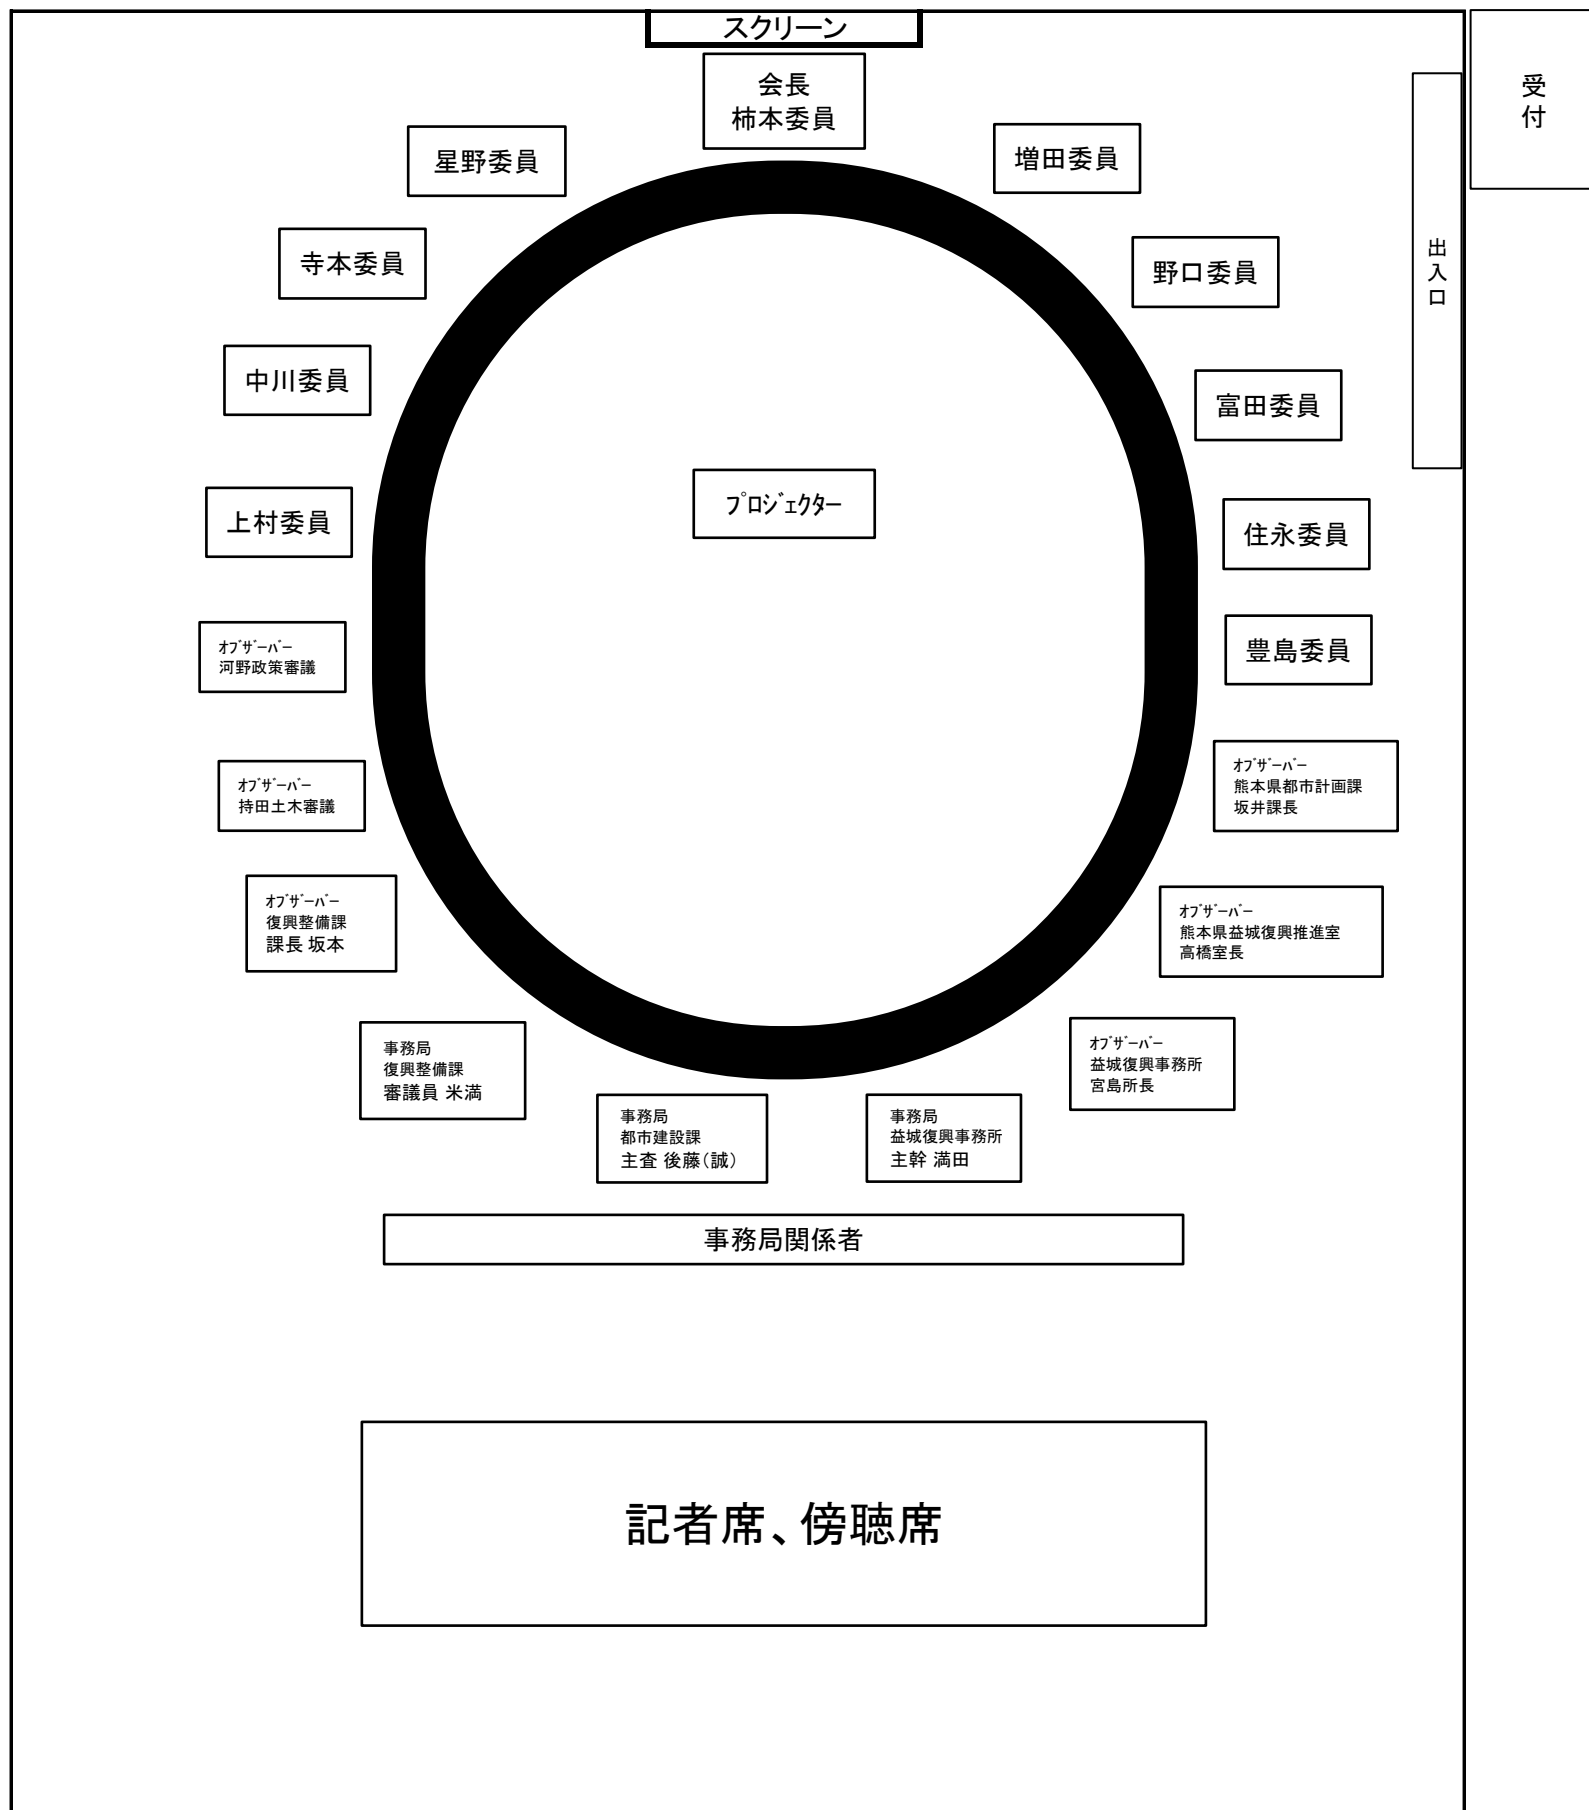 スクリーン
会長
柿本委員
受付
星野委員
増田委員
寺本委員
野口委員
出入口
中川委員
富田委員
プロジェクター
上村委員
住永委員
オブザーバー
河野政策審議
豊島委員
オブザーバー
持田土木審議
オブザーバー
熊本県都市計画課
坂井課長
オブザーバー
復興整備課
課長 坂本
オブザーバー
熊本県益城復興推進室
高橋室長
事務局
復興整備課
審議員 米満
オブザーバー
益城復興事務所
宮島所長
事務局
都市建設課
主査 後藤(誠)
事務局
益城復興事務所
主幹 満田
事務局関係者
記者席、傍聴席